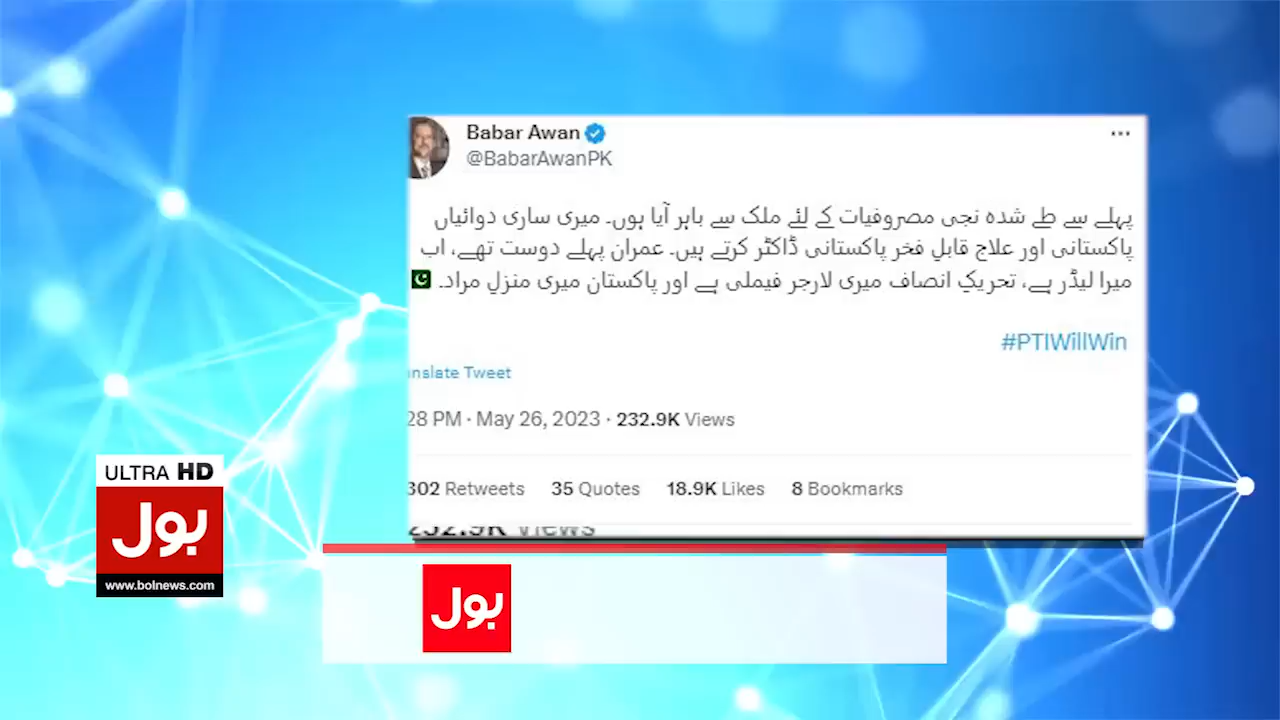 Babar Awan
@BabarAwanPK
پہلے سے طے شدہ نجی مصروفیات کے لئے ملک سے باہر آیا ہوں۔ میری ساری دوائیاں
پاکستانی اور علاج قابلِ فخر پاکستانی ڈاکٹر کرتے ہیں۔ عمران پہلے دوست تھے، اب
میرا لیڈر ہے، تحریکِ انصاف میری لارجر فیملی ہے اور پاکستان میری منزلِ مراد۔ 🇵🇰
#PTIWillWin
anslate Tweet
28 PM · May 26, 2023 · 232.9K Views
302 Retweets 35 Quotes 18.9K Likes 8 Bookmarks
232.9K Views
ULTRA HD
بول
www.bolnews.com
بول